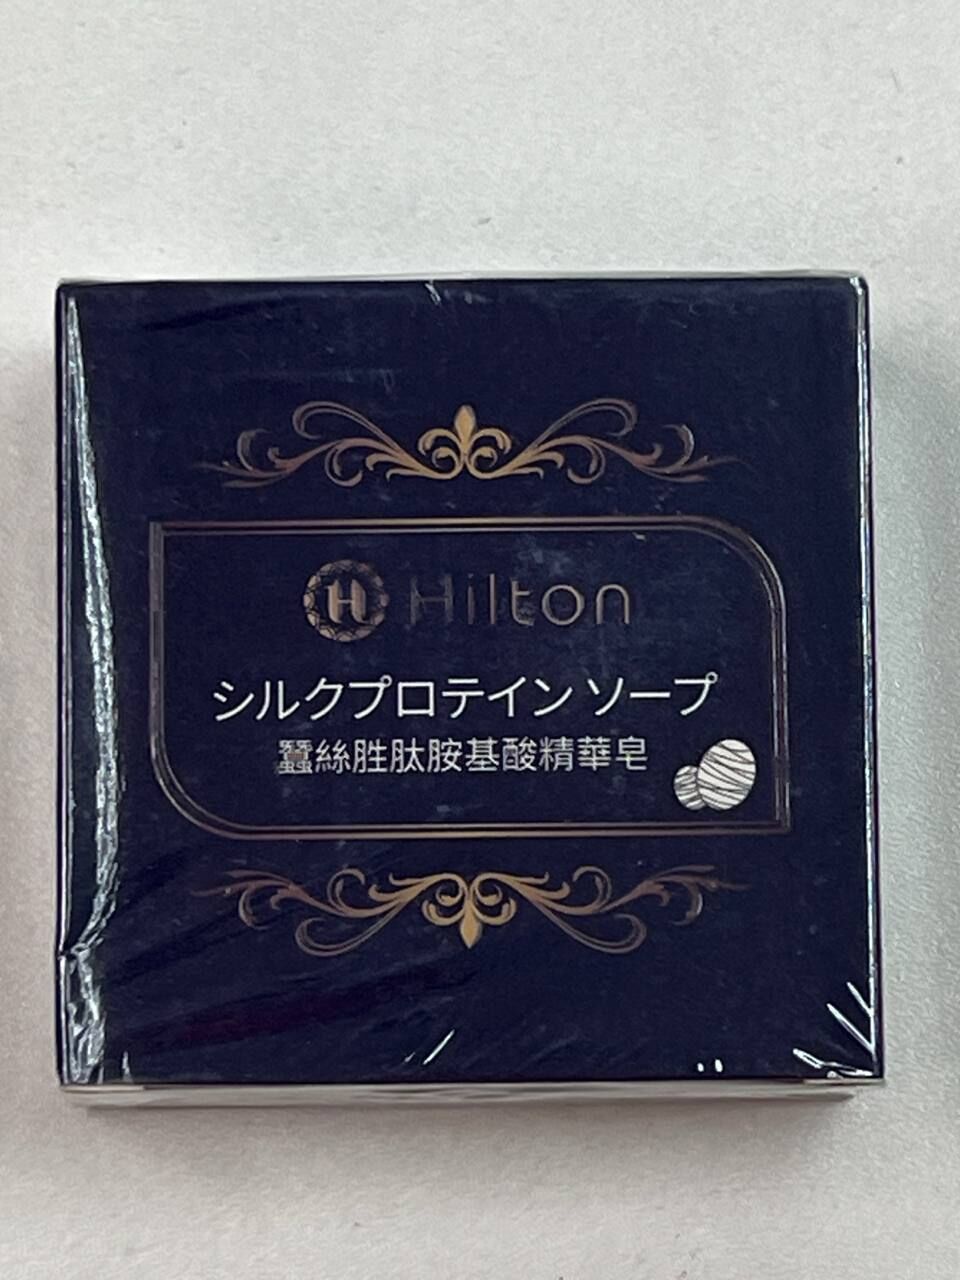 H Hilton
シルクプロテイン ソープ
蠶絲胜肽胺基酸精華皂